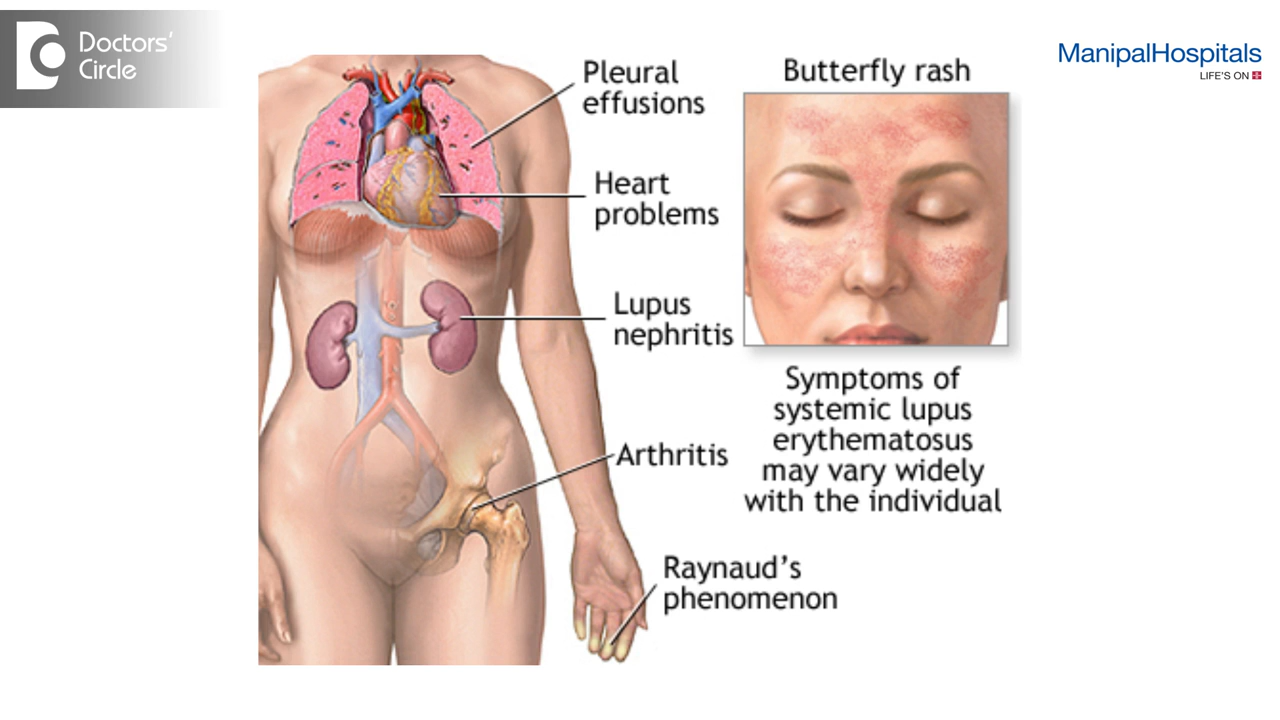 Doctors'
Circle
ManipalHospitals
LIFE'S ON
Pleural
effusions
Heart
problems
Lupus
nephritis
Arthritis
Raynaud's
phenomenon
Butterfly rash
Symptoms of
systemic lupus
erythematosus
may vary widely
with the individual